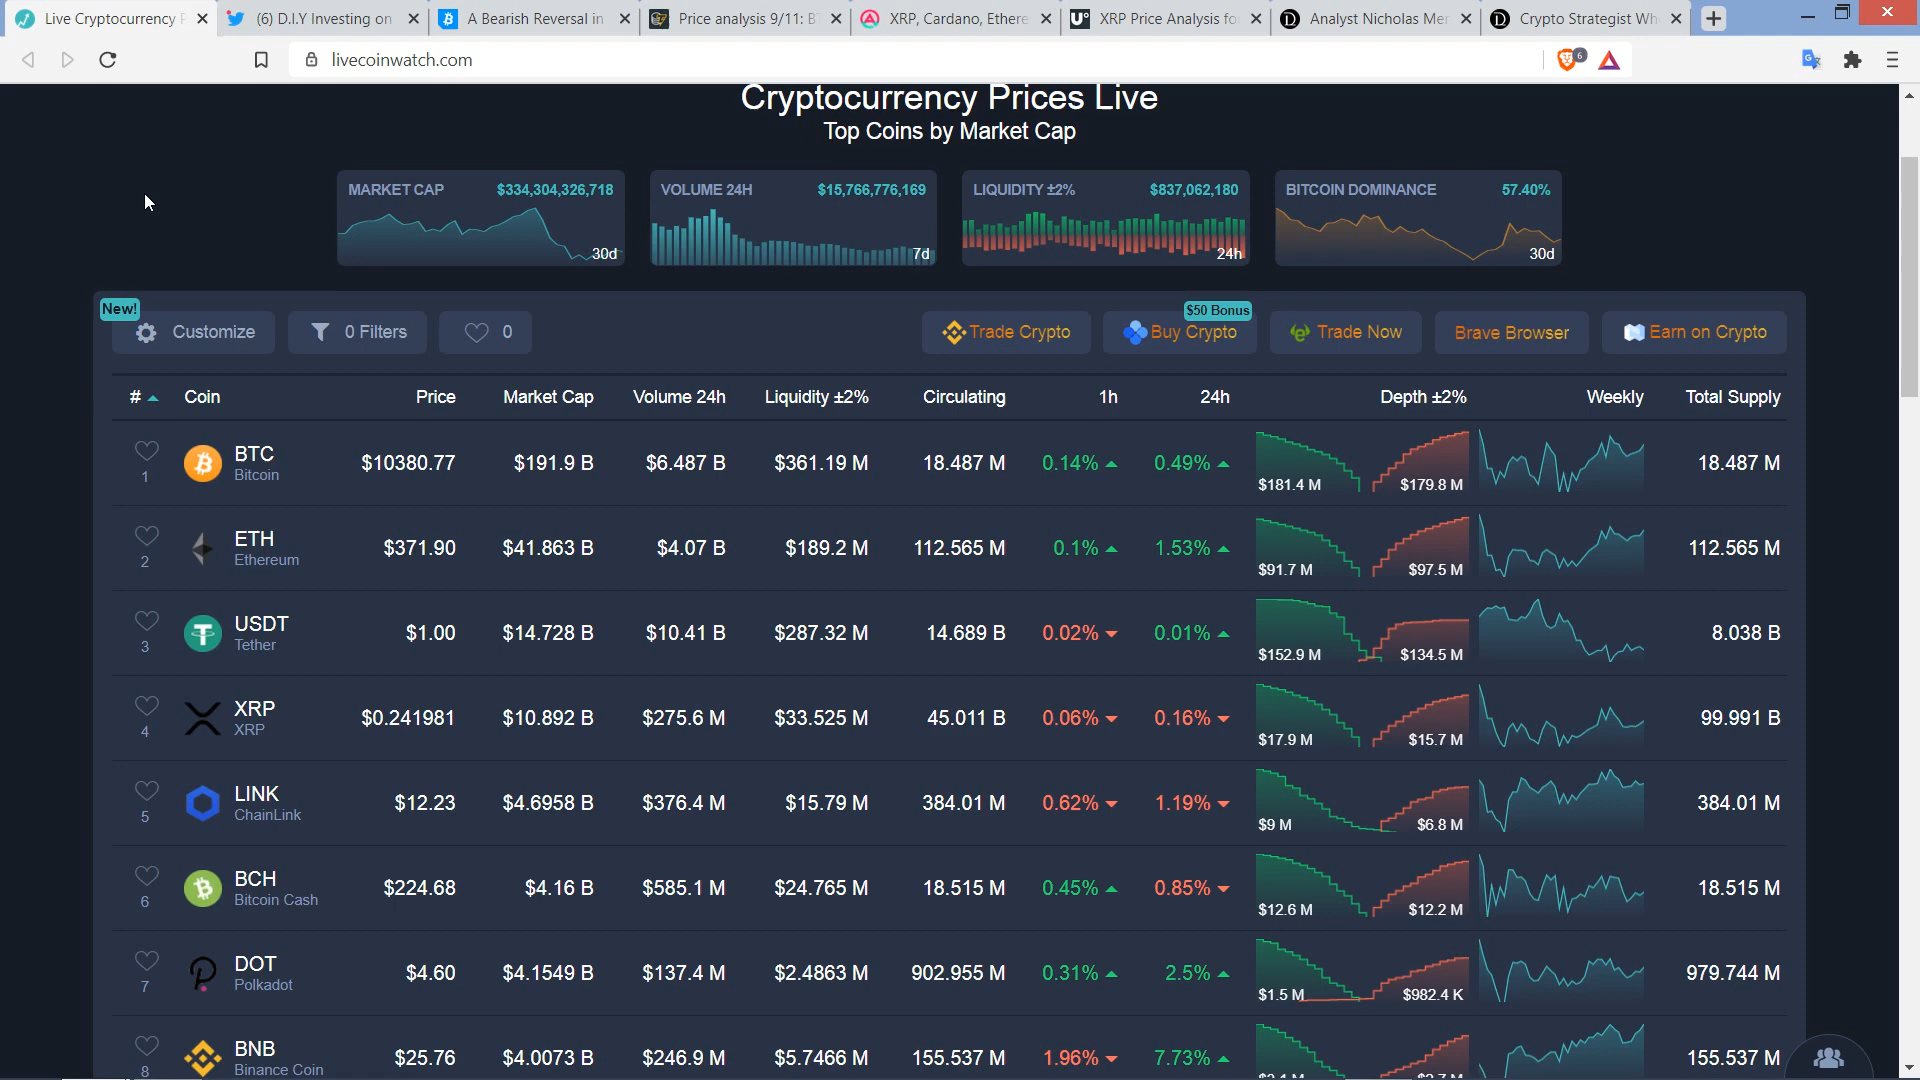 Live Cryptocurrency P
(6) D.I.Y Investing on
A Bearish Reversal in
Price analysis 9/11: B
XRP, Cardano, Ethere
XRP Price Analysis fo
Analyst Nicholas Mer
Crypto Strategist Wh
livecoinwatch.com
6
Cryptocurrency Prices Live
Top Coins by Market Cap
MARKET CAP $334,304,326,718
30d
VOLUME 24H $15,766,776,169
7d
LIQUIDITY ±2% $837,062,180
24h
BITCOIN DOMINANCE 57.40%
30d
New!
$50 Bonus
Customize 0 Filters 0 Trade Crypto Buy Crypto Trade Now Brave Browser Earn on Crypto
# Coin Price Market Cap Volume 24h Liquidity ±2% Circulating 1h 24h Depth ±2% Weekly Total Supply
1 BTC Bitcoin $10380.77 $191.9 B $6.487 B $361.19 M 18.487 M 0.14% 0.49% $181.4 M $179.8 M 18.487 M
2 ETH Ethereum $371.90 $41.863 B $4.07 B $189.2 M 112.565 M 0.1% 1.53% $91.7 M $97.5 M 112.565 M
3 USDT Tether $1.00 $14.728 B $10.41 B $287.32 M 14.689 B 0.02% 0.01% $152.9 M $134.5 M 8.038 B
4 XRP XRP $0.241981 $10.892 B $275.6 M $33.525 M 45.011 B 0.06% 0.16% $17.9 M $15.7 M 99.991 B
5 LINK ChainLink $12.23 $4.6958 B $376.4 M $15.79 M 384.01 M 0.62% 1.19% $9 M $6.8 M 384.01 M
6 BCH Bitcoin Cash $224.68 $4.16 B $585.1 M $24.765 M 18.515 M 0.45% 0.85% $12.6 M $12.2 M 18.515 M
7 DOT Polkadot $4.60 $4.1549 B $137.4 M $2.4863 M 902.955 M 0.31% 2.5% $1.5 M $982.4 K 979.744 M
8 BNB Binance Coin $25.76 $4.0073 B $246.9 M $5.7466 M 155.537 M 1.96% 7.73% 155.537 M